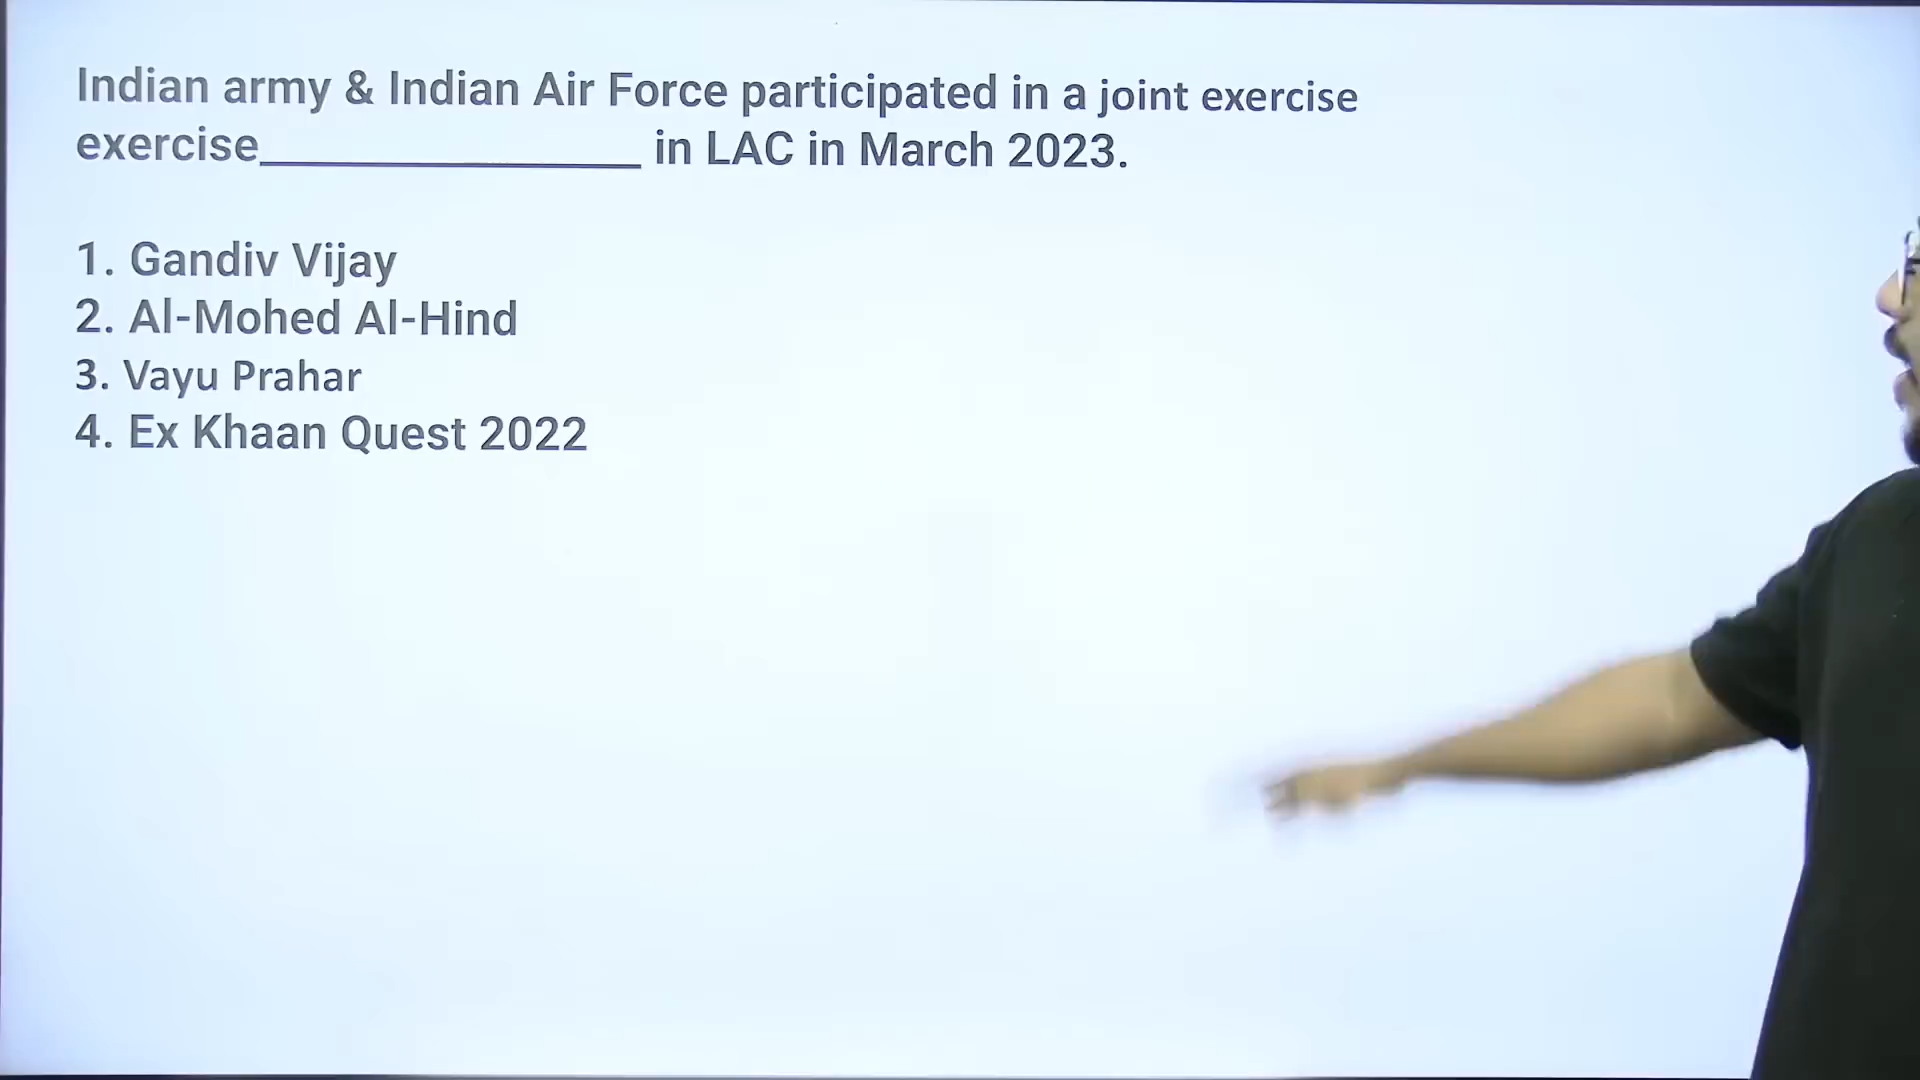 Indian army & Indian Air Force participated in a joint exercise
exercise________________ in LAC in March 2023.
1. Gandiv Vijay
2. Al-Mohed Al-Hind
3. Vayu Prahar
4. Ex Khaan Quest 2022